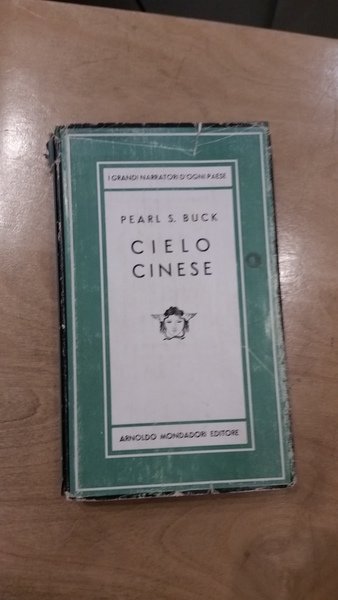 I GRANDI NARRATORI D'OGNI PAESE
PEARL S. BUCK
CIELO
CINESE
ARNOLDO MONDADORI EDITORE